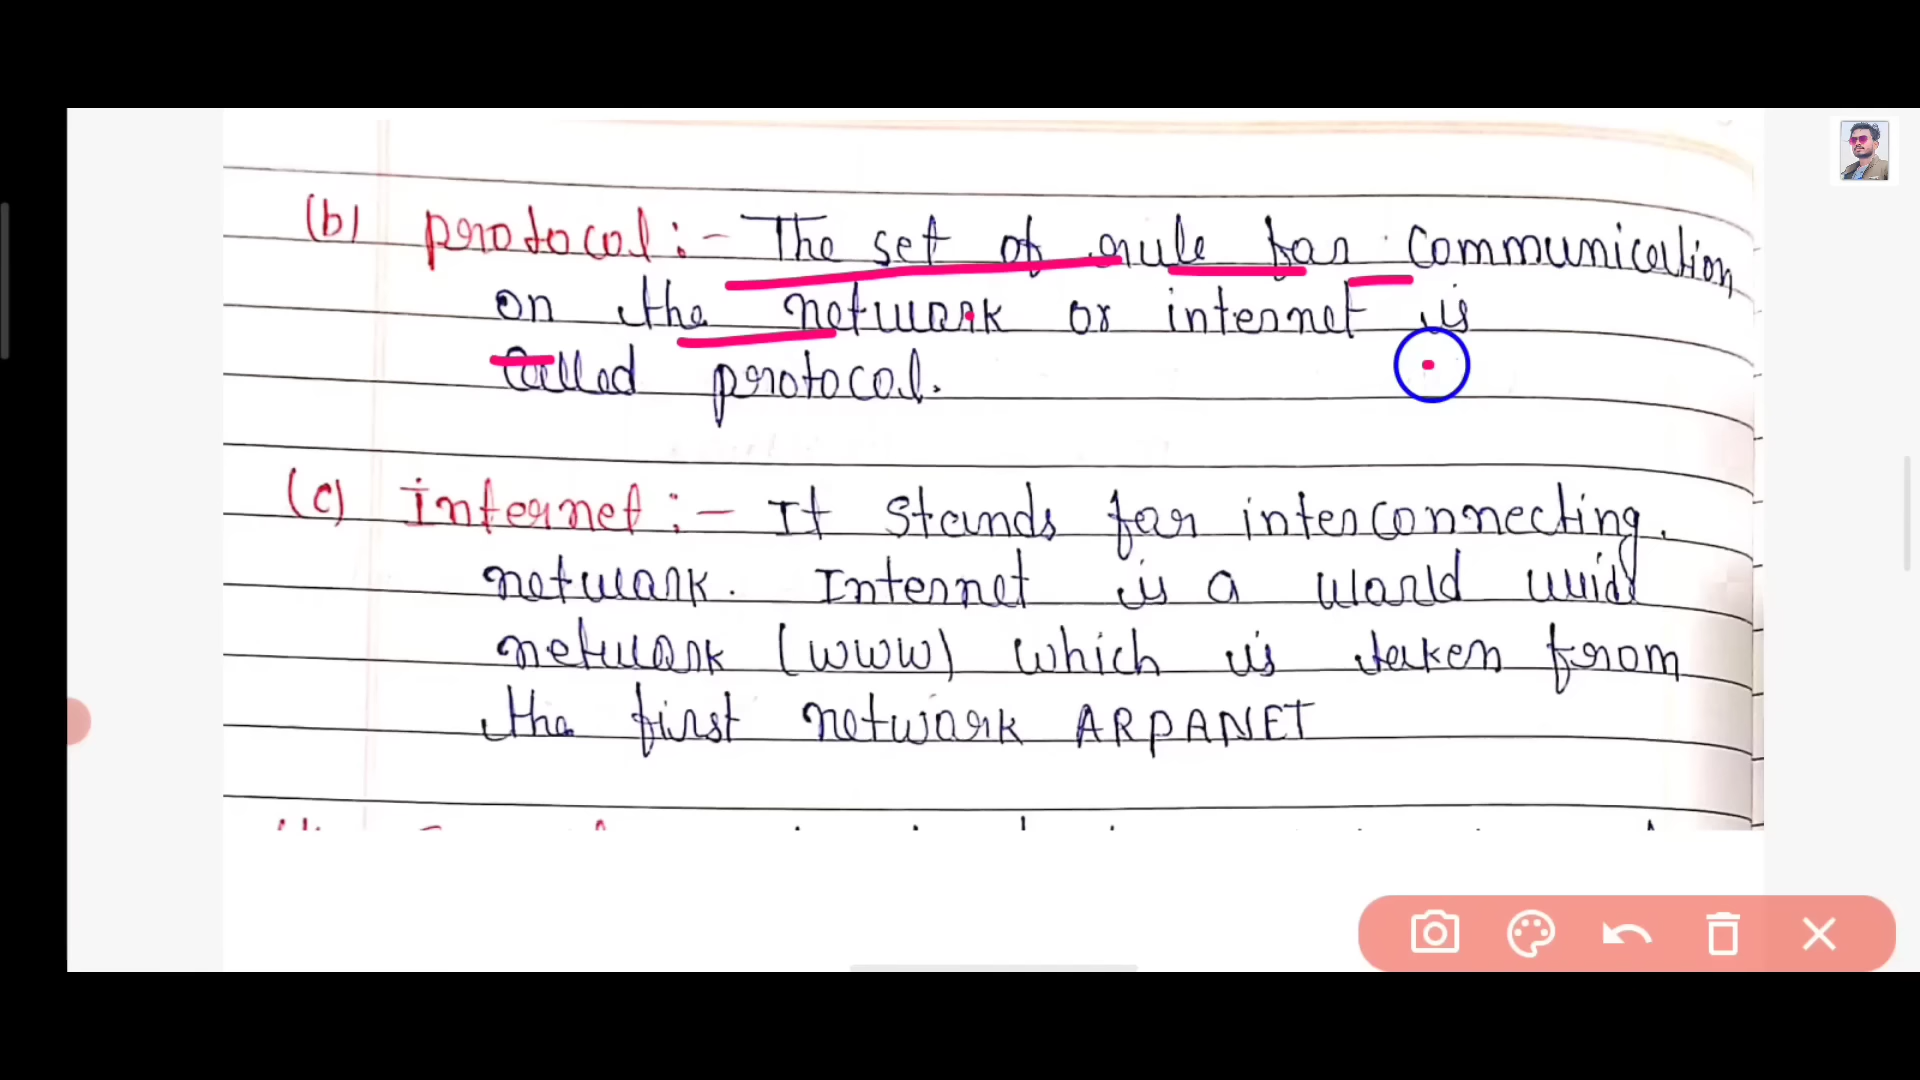 (b) protocol :- The set of rule for communication
on the network or internet is
Called protocol.
(c) internet :- It stands for interconnecting.
network. Internet is a world wide
network (www) which is taken from
the first network ARPANET